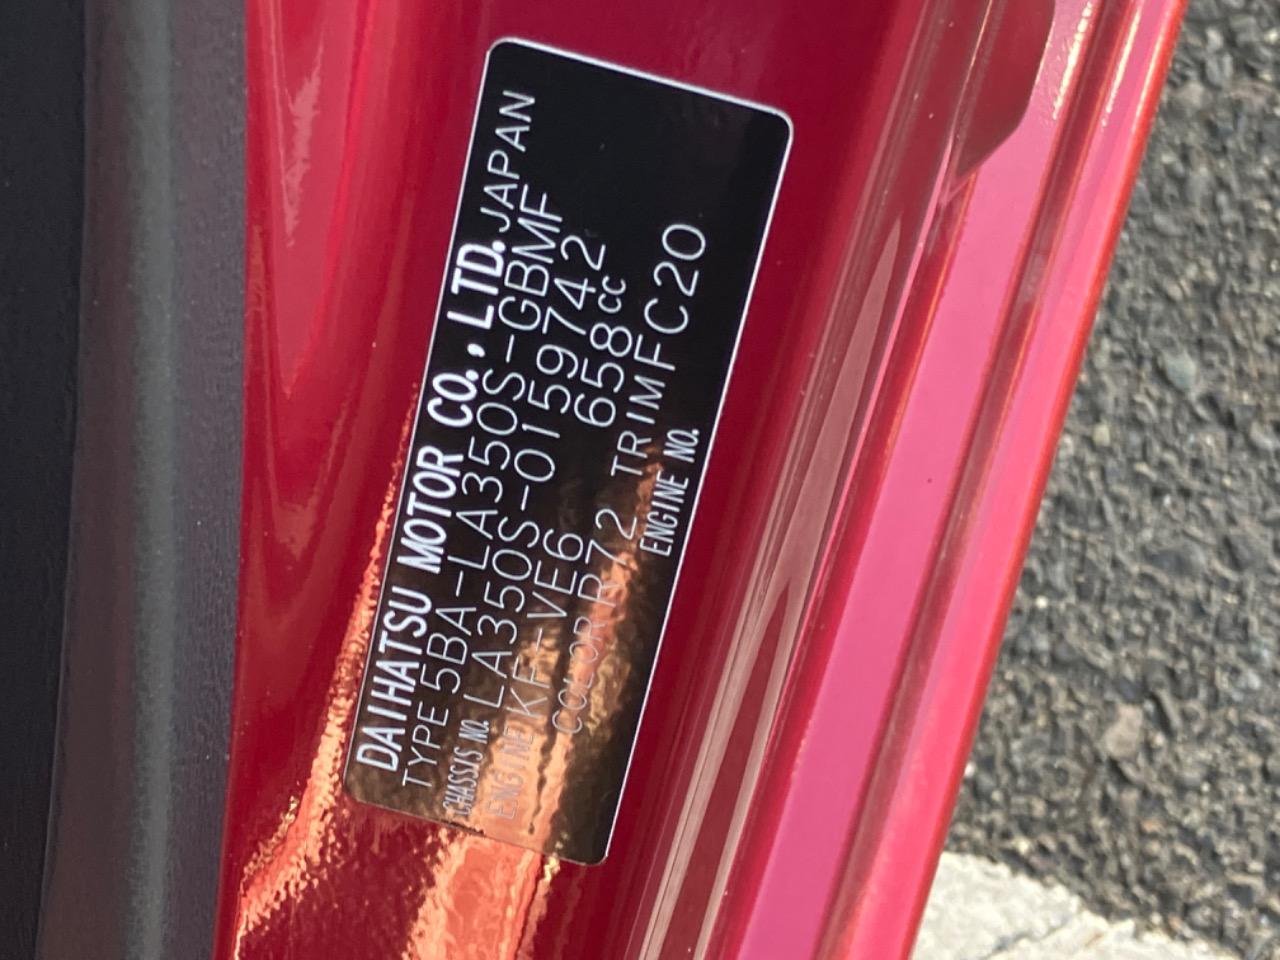 DAIHATSU MOTOR CO., LTD. JAPAN
TYPE 5BA-LA350S-GBMF
CHASSIS NO. LA350S-0159742
ENGINE KF-VE6 658cc
COLOR R72 TRIM FC20
ENGINE NO.